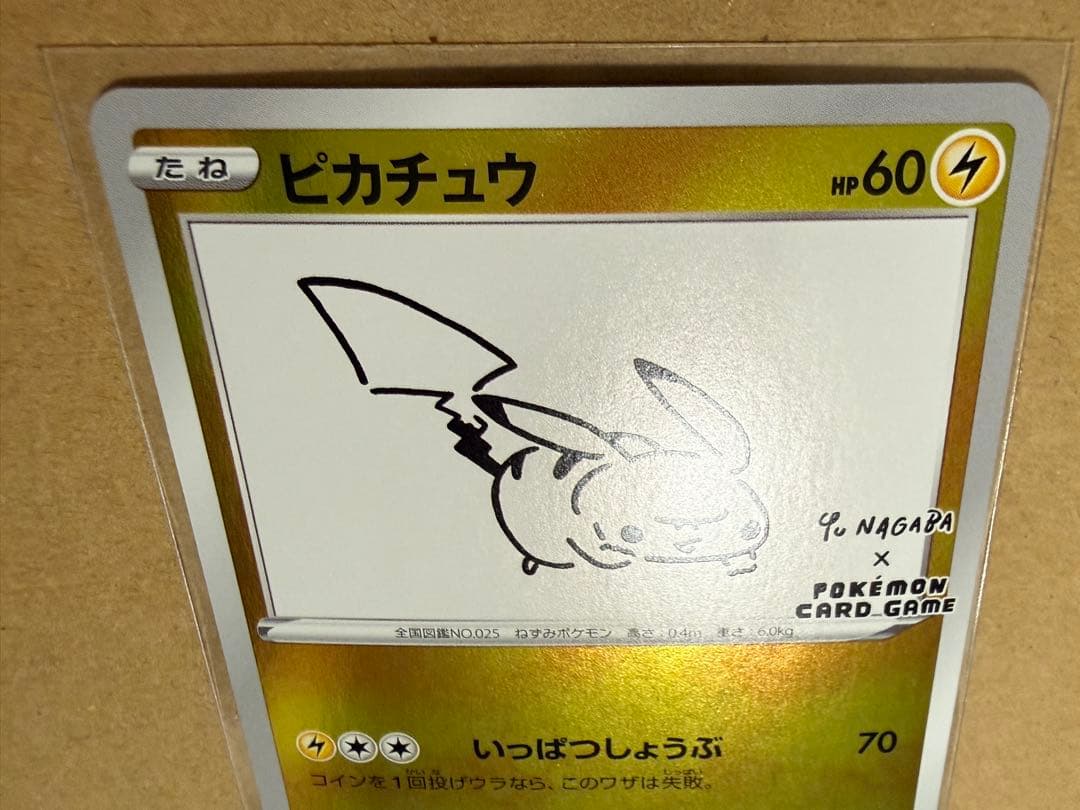 たね ピカチュウ HP60
Yu NAGABA
×
POKÉMON
CARD GAME
全国図鑑NO.025 ねずみポケモン 高さ:0.4m 重さ:6.0kg
いっぱつしょうぶ 70
コインを1回投げウラなら、このワザは失敗。